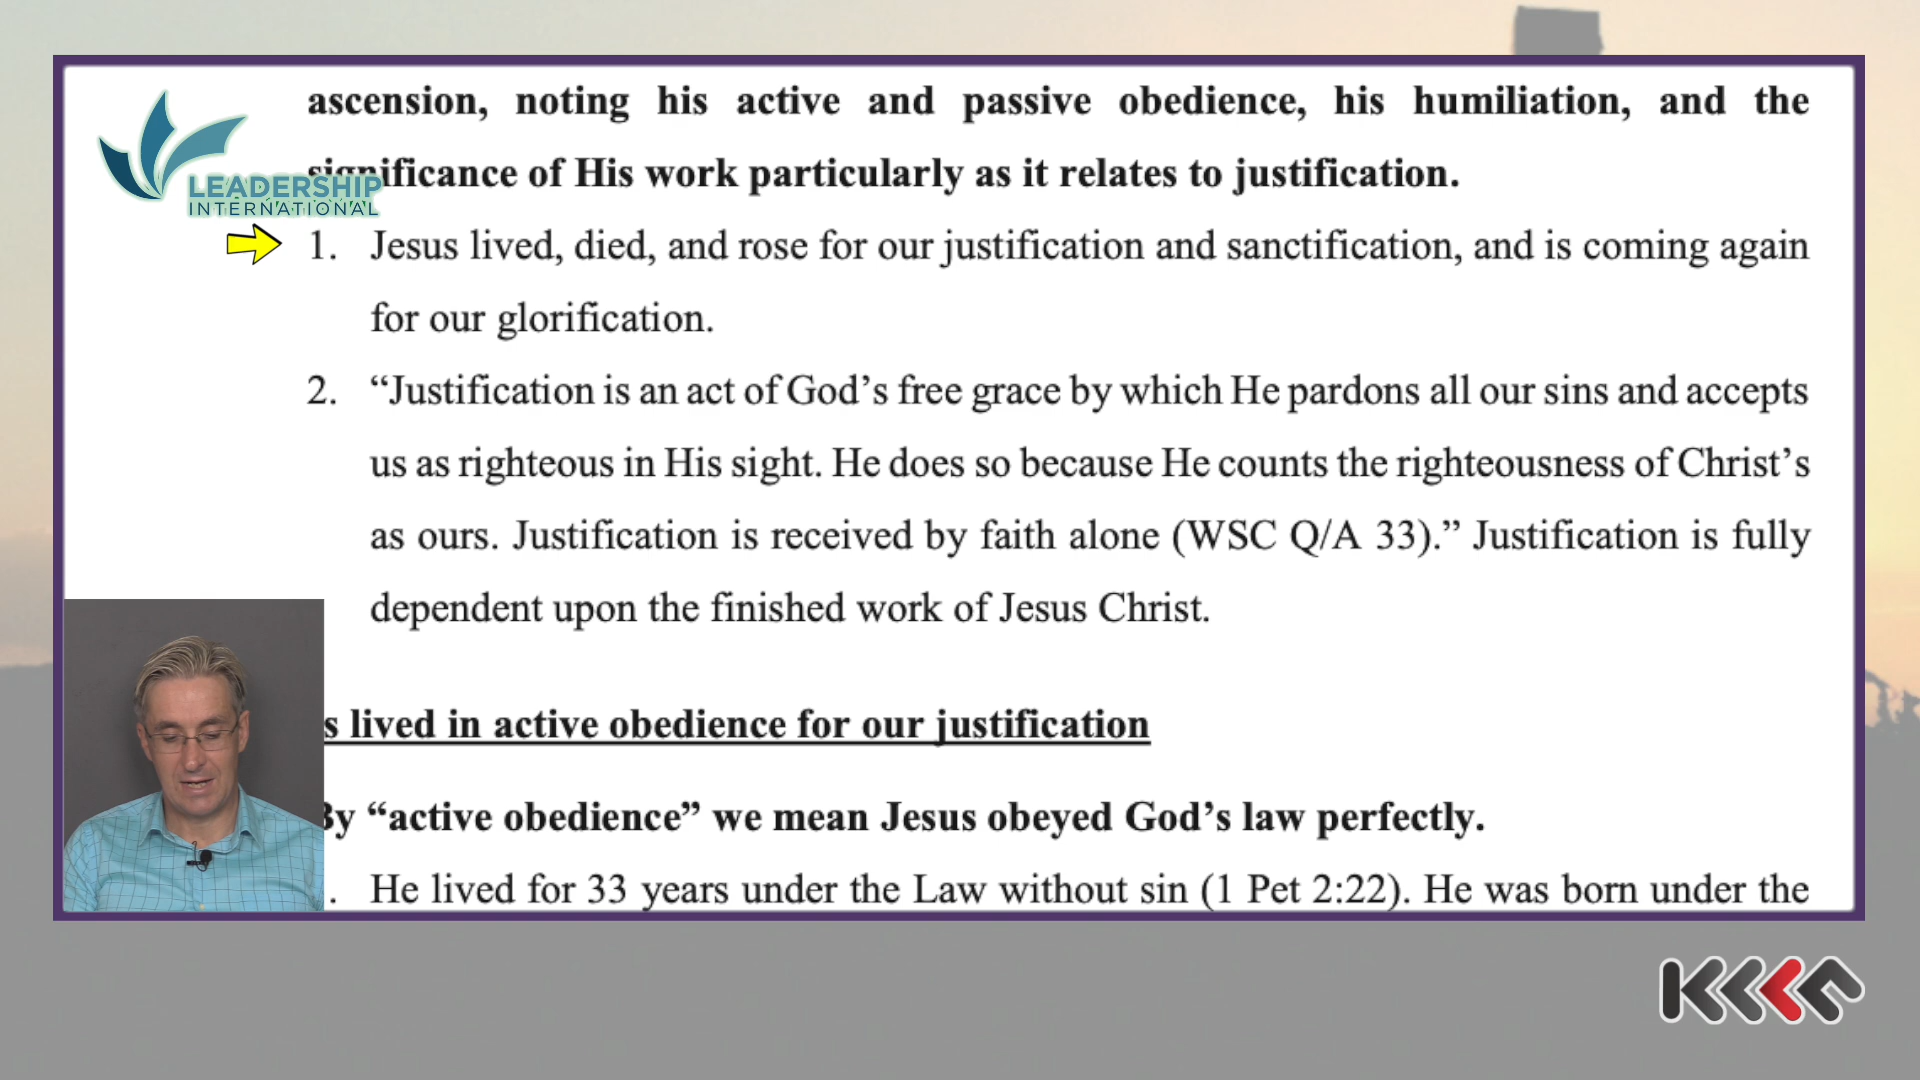 ascension, noting his active and passive obedience, his humiliation, and the
significance of His work particularly as it relates to justification.
LEADERSHIP
INTERNATIONAL
1. Jesus lived, died, and rose for our justification and sanctification, and is coming again
for our glorification.
2. “Justification is an act of God’s free grace by which He pardons all our sins and accepts
us as righteous in His sight. He does so because He counts the righteousness of Christ’s
as ours. Justification is received by faith alone (WSC Q/A 33).” Justification is fully
dependent upon the finished work of Jesus Christ.
s lived in active obedience for our justification
By “active obedience” we mean Jesus obeyed God’s law perfectly.
. He lived for 33 years under the Law without sin (1 Pet 2:22). He was born under the